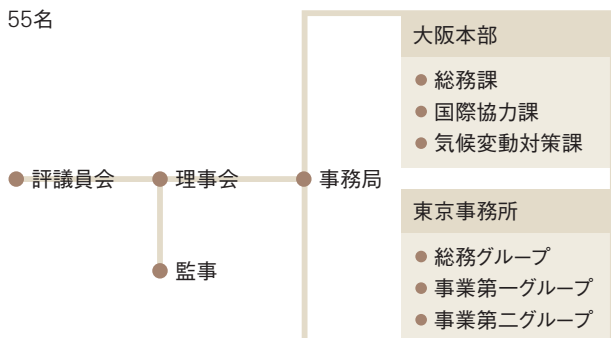 55名
大阪本部
総務課
国際協力課
気候変動対策課
評議員会
理事会
事務局
東京事務所
総務グループ
監事
事業第一グループ
事業第二グループ